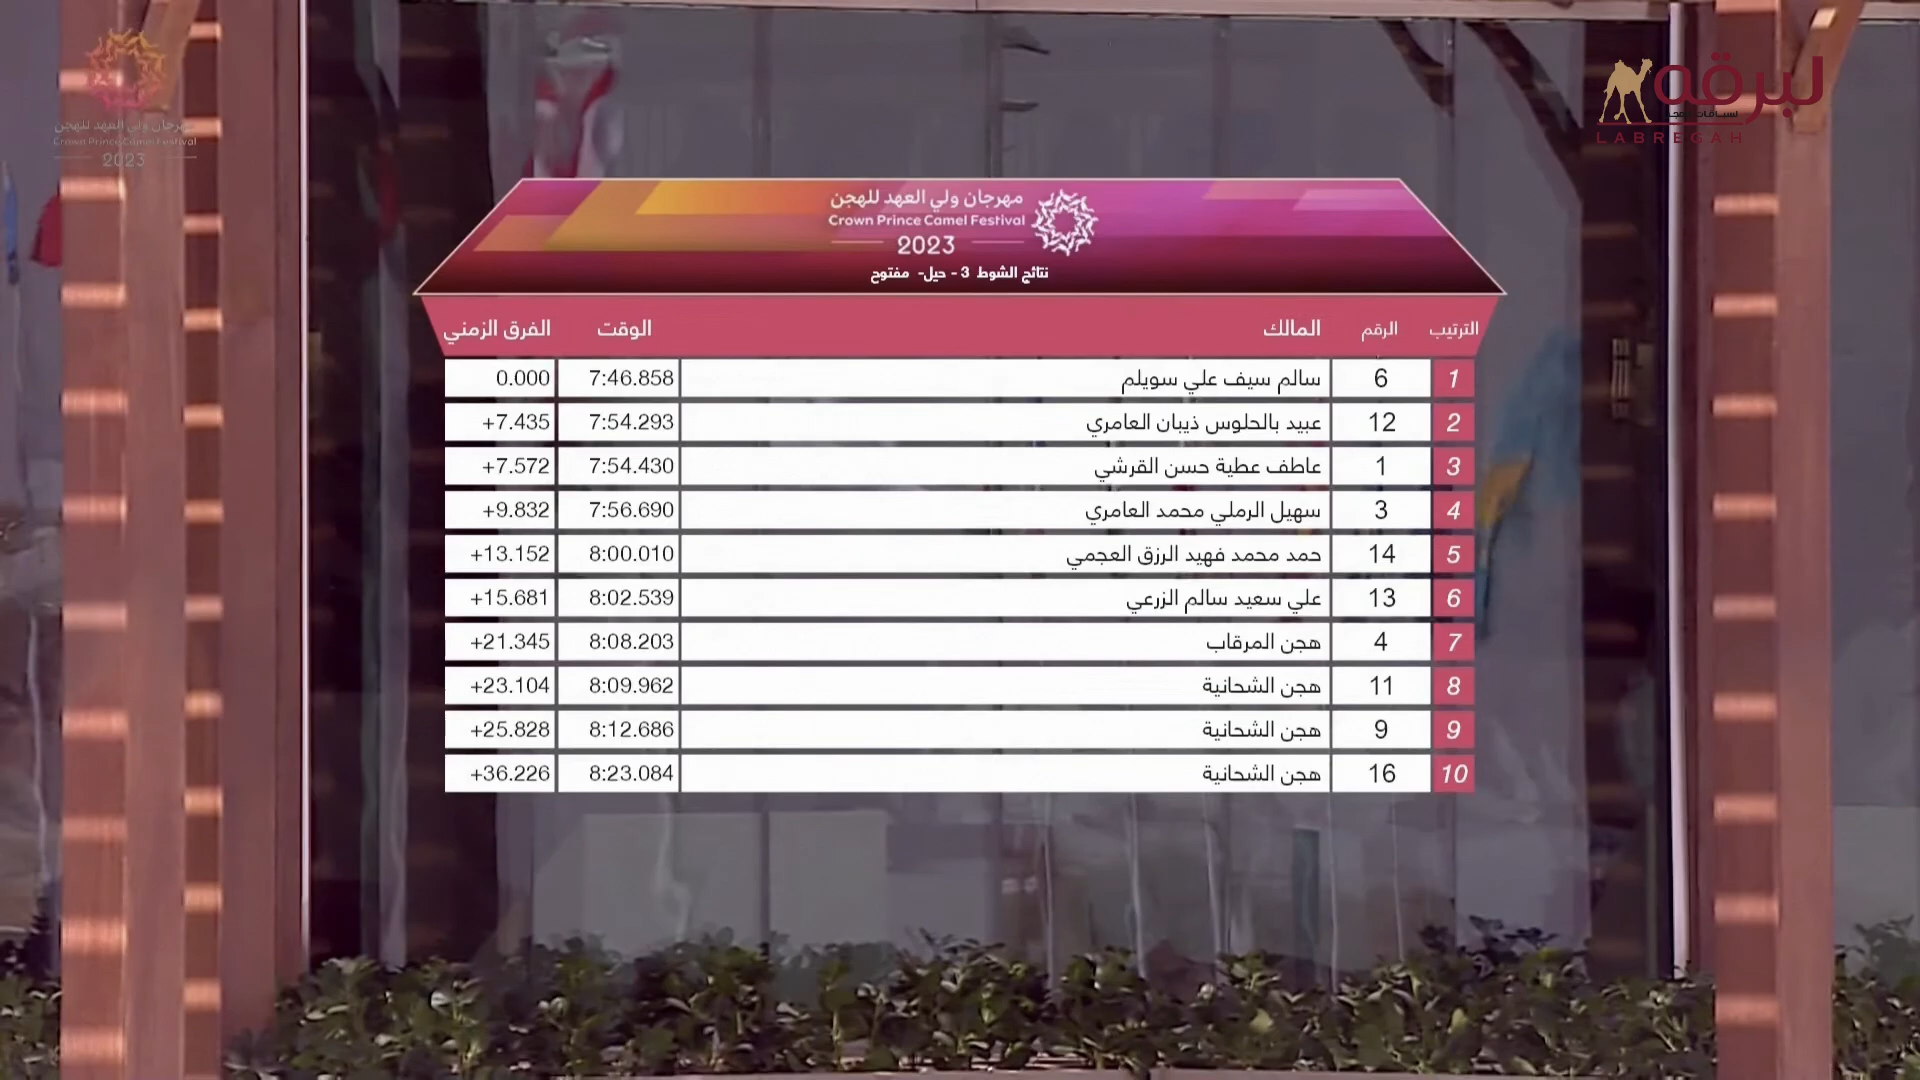 مهرجان ولي العهد للهجن
Crown Prince Camel Festival
2023
لبرقه
LABREGAH
مهرجان ولي العهد للهجن
Crown Prince Camel Festival
2023
نتائج الشوط 3 - حيل- مفتوح
الترتيب الرقم المالك الوقت الفرق الزمني
1 6 سالم سيف علي سويلم 7:46.858 0.000
2 12 عبيد بالحلوس ذيبان العامري 7:54.293 +7.435
3 1 عاطف عطية حسن القرشي 7:54.430 +7.572
4 3 سهيل الرملي محمد العامري 7:56.690 +9.832
5 14 حمد محمد فهيد الرزق العجمي 8:00.010 +13.152
6 13 علي سعيد سالم الزرعي 8:02.539 +15.681
7 4 هجن المرقاب 8:08.203 +21.345
8 11 هجن الشحانية 8:09.962 +23.104
9 9 هجن الشحانية 8:12.686 +25.828
10 16 هجن الشحانية 8:23.084 +36.226